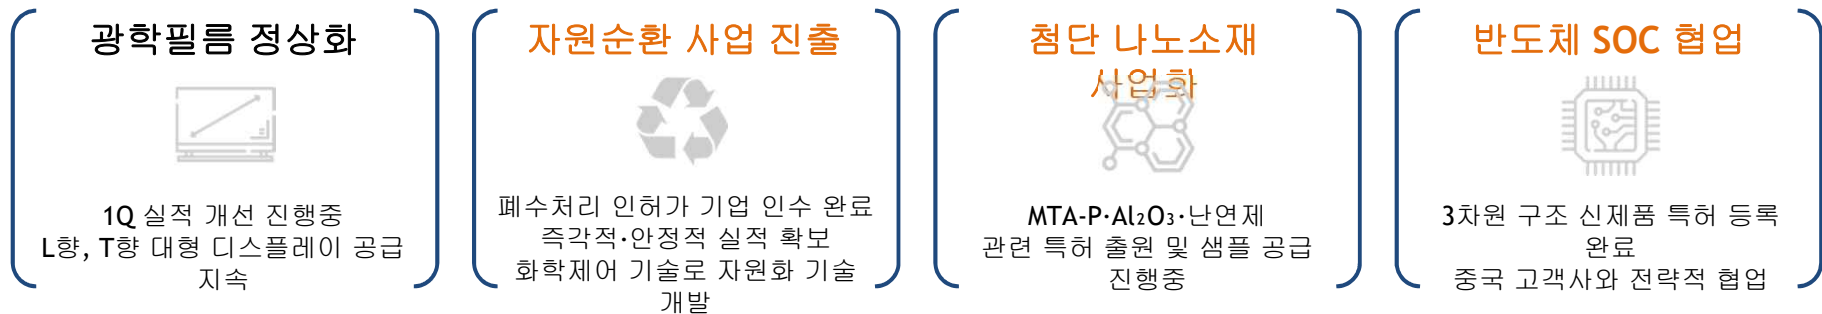 광학필름 정상화
1Q 실적 개선 진행중
L향, T향 대형 디스플레이 공급
지속
자원순환 사업 진출
폐수처리 인허가 기업 인수 완료
즉각적·안정적 실적 확보
화학제어 기술로 자원화 기술
개발
첨단 나노소재
사업화
MTA-P·Al₂O₃·난연제
관련 특허 출원 및 샘플 공급
진행중
반도체 SOC 협업
3차원 구조 신제품 특허 등록
완료
중국 고객사와 전략적 협업